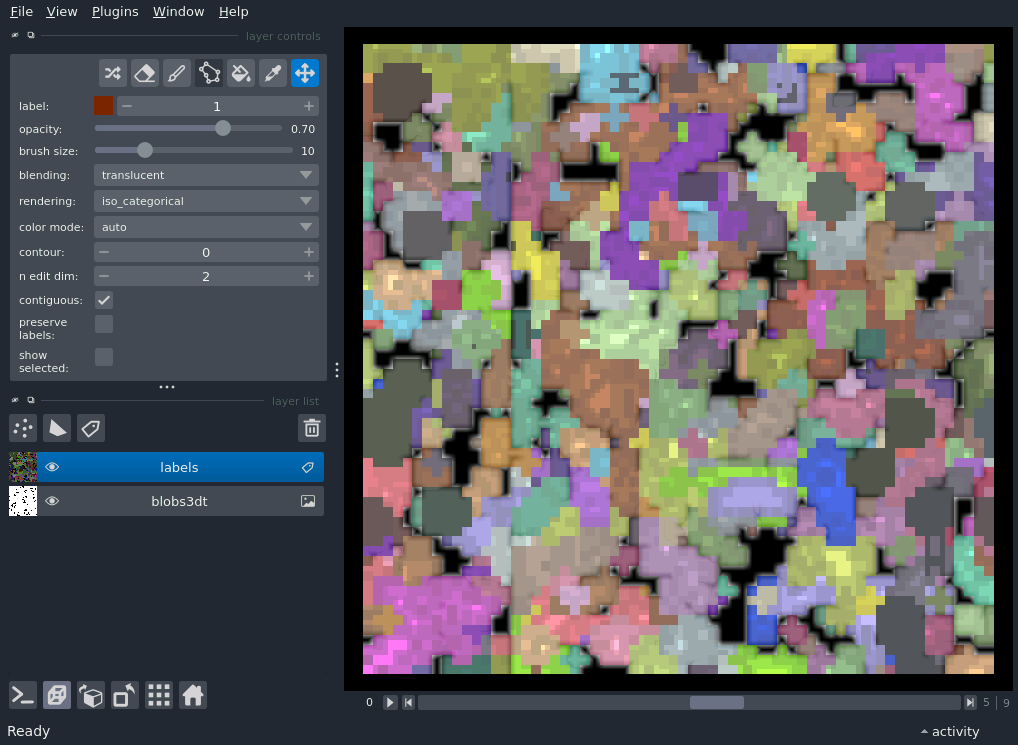 File View Plugins Window Help
layer controls
label: 1
opacity: 0.70
brush size: 10
blending: translucent
rendering: iso_categorical
color mode: auto
contour: 0
n edit dim: 2
contiguous:
preserve
labels:
show
selected:
layer list
labels
blobs3dt
0 5 | 9
Ready
activity